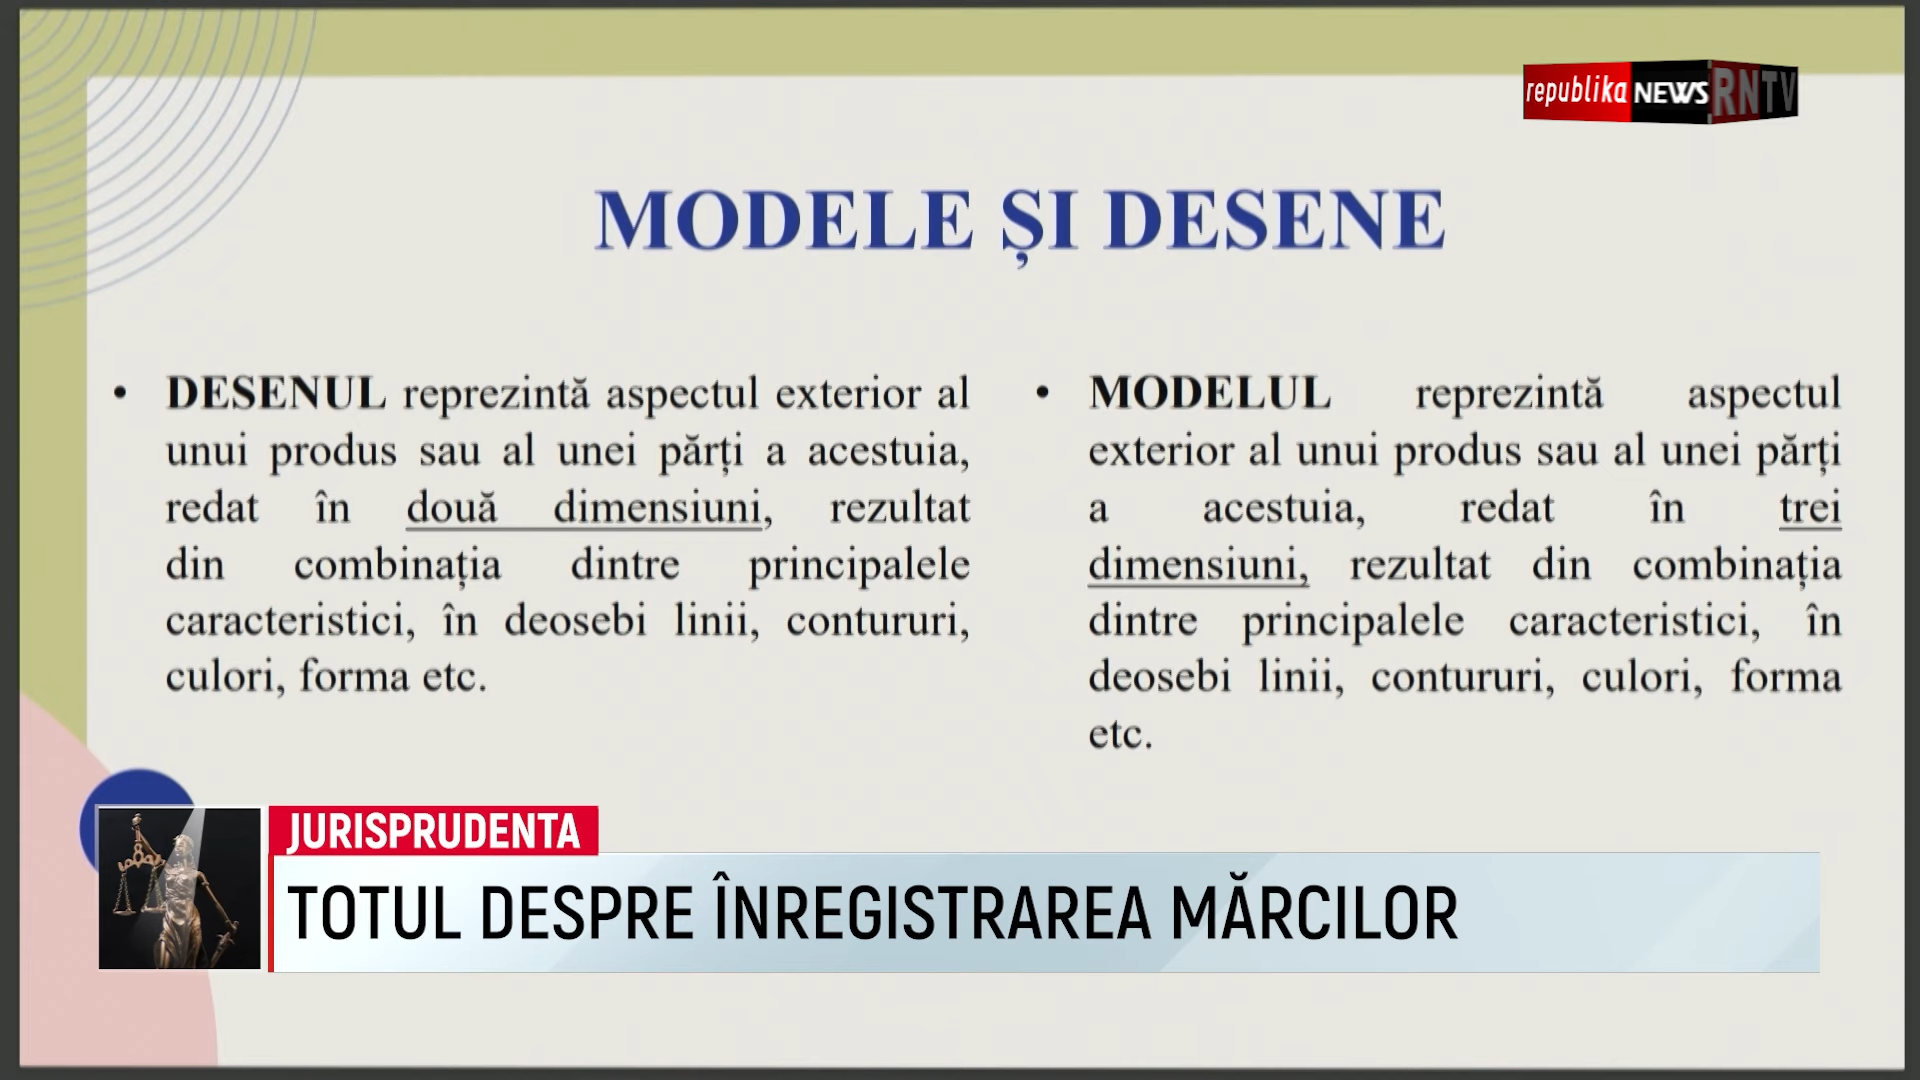 republika NEWS RNTV
MODELE ȘI DESENE
• DESENUL reprezintă aspectul exterior al
unui produs sau al unei părți a acestuia,
redat în două dimensiuni, rezultat
din combinația dintre principalele
caracteristici, în deosebi linii, contururi,
culori, forma etc.
• MODELUL reprezintă aspectul
exterior al unui produs sau al unei părți
a acestuia, redat în trei
dimensiuni, rezultat din combinația
dintre principalele caracteristici, în
deosebi linii, contururi, culori, forma
etc.
JURISPRUDENTA
TOTUL DESPRE ÎNREGISTRAREA MĂRCILOR